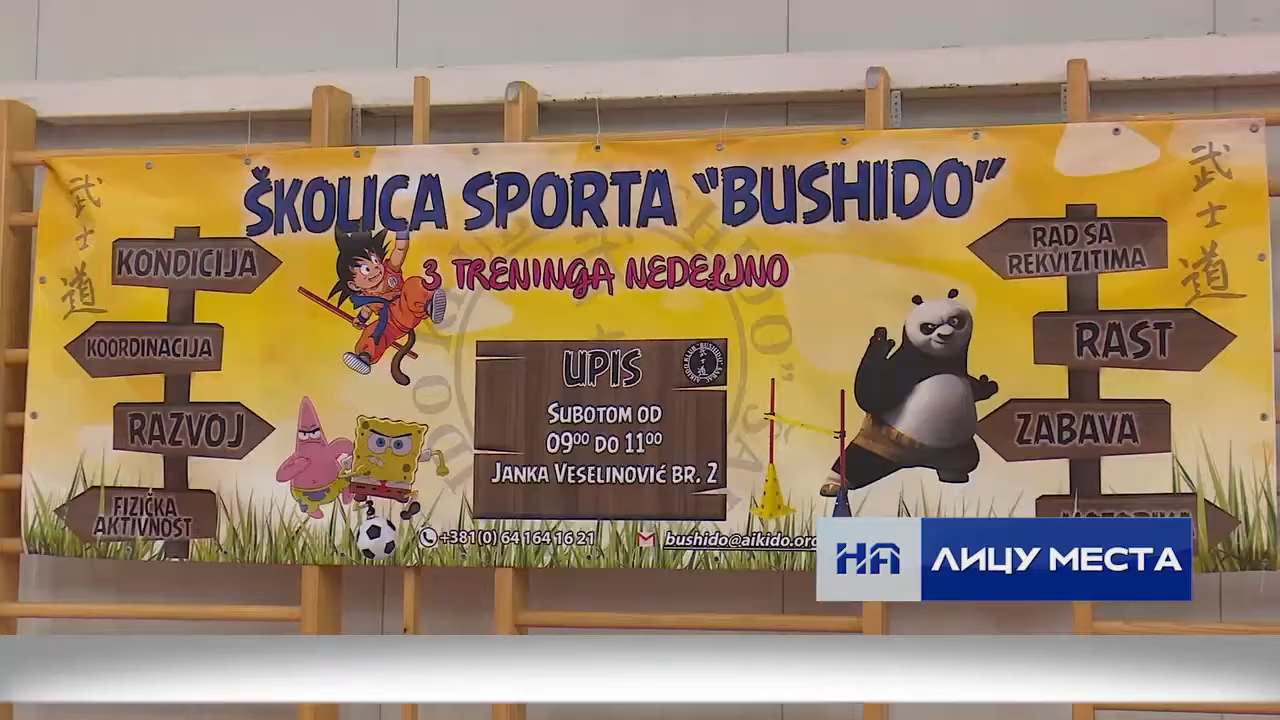 ŠKOLICA SPORTA "BUSHIDO"
3 TRENINGA NEDELJNO
武士道
KONDICIJA
KOORDINACIJA
RAZVOJ
FIZIČKA
AKTIVNOST
UPIS
SUBOTOM OD
09⁰⁰ DO 11⁰⁰
JANKA VESELINOVIĆ BR. 2
+381(0) 64 164 16 21
bushido@aikido.org
武士道
RAD SA
REKVIZITIMA
RAST
ZABAVA
НА ЛИЦУ МЕСТА